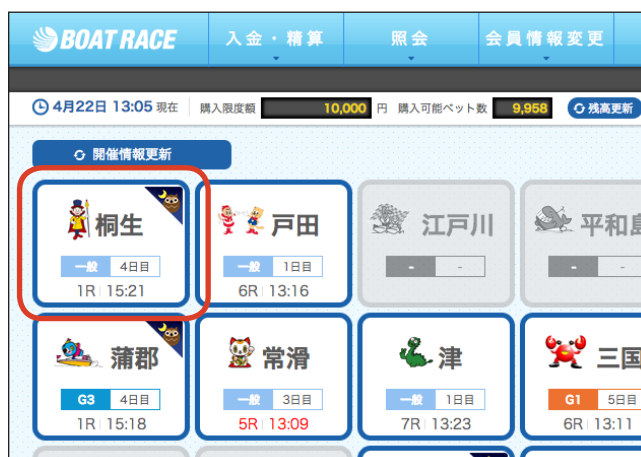 BOAT RACE 入金・精算 照会 会員情報変更
4月22日 13:05 現在 購入限度額 10,000 円 購入可能ベット数 9,958 残高更新
開催情報更新
桐生 戸田 江戸川 平和島
一般 4日目 一般 1日目 - - - -
1R 15:21 6R 13:16
蒲郡 常滑 津 三国
G3 4日目 一般 3日目 一般 1日目 G1 5日目
1R 15:18 5R 13:09 7R 13:23 6R 13:11